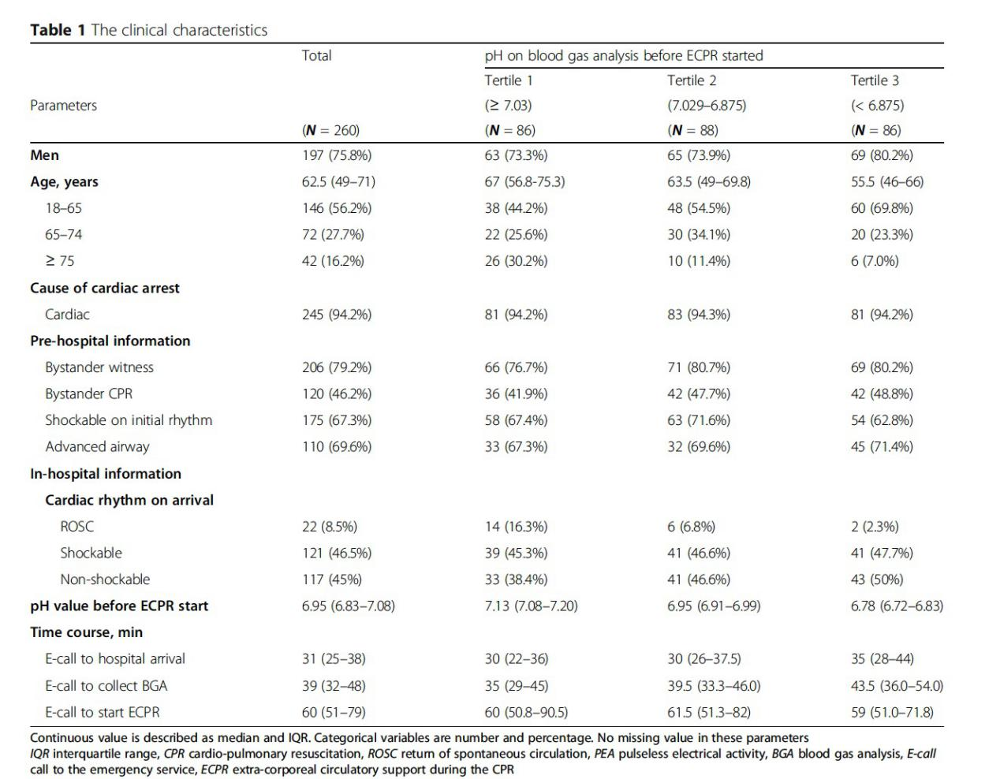 Table 1 The clinical characteristics
Total pH on blood gas analysis before ECPR started
Tertile 1 Tertile 2 Tertile 3
Parameters (≥ 7.03) (7.029–6.875) (< 6.875)
(N = 260) (N = 86) (N = 88) (N = 86)
Men 197 (75.8%) 63 (73.3%) 65 (73.9%) 69 (80.2%)
Age, years 62.5 (49–71) 67 (56.8-75.3) 63.5 (49–69.8) 55.5 (46–66)
18–65 146 (56.2%) 38 (44.2%) 48 (54.5%) 60 (69.8%)
65–74 72 (27.7%) 22 (25.6%) 30 (34.1%) 20 (23.3%)
≥ 75 42 (16.2%) 26 (30.2%) 10 (11.4%) 6 (7.0%)
Cause of cardiac arrest
Cardiac 245 (94.2%) 81 (94.2%) 83 (94.3%) 81 (94.2%)
Pre-hospital information
Bystander witness 206 (79.2%) 66 (76.7%) 71 (80.7%) 69 (80.2%)
Bystander CPR 120 (46.2%) 36 (41.9%) 42 (47.7%) 42 (48.8%)
Shockable on initial rhythm 175 (67.3%) 58 (67.4%) 63 (71.6%) 54 (62.8%)
Advanced airway 110 (69.6%) 33 (67.3%) 32 (69.6%) 45 (71.4%)
In-hospital information
Cardiac rhythm on arrival
ROSC 22 (8.5%) 14 (16.3%) 6 (6.8%) 2 (2.3%)
Shockable 121 (46.5%) 39 (45.3%) 41 (46.6%) 41 (47.7%)
Non-shockable 117 (45%) 33 (38.4%) 41 (46.6%) 43 (50%)
pH value before ECPR start 6.95 (6.83–7.08) 7.13 (7.08–7.20) 6.95 (6.91–6.99) 6.78 (6.72–6.83)
Time course, min
E-call to hospital arrival 31 (25–38) 30 (22–36) 30 (26–37.5) 35 (28–44)
E-call to collect BGA 39 (32–48) 35 (29–45) 39.5 (33.3–46.0) 43.5 (36.0–54.0)
E-call to start ECPR 60 (51–79) 60 (50.8–90.5) 61.5 (51.3–82) 59 (51.0–71.8)
Continuous value is described as median and IQR. Categorical variables are number and percentage. No missing value in these parameters
IQR interquartile range, CPR cardio-pulmonary resuscitation, ROSC return of spontaneous circulation, PEA pulseless electrical activity, BGA blood gas analysis, E-call
call to the emergency service, ECPR extra-corporeal circulatory support during the CPR